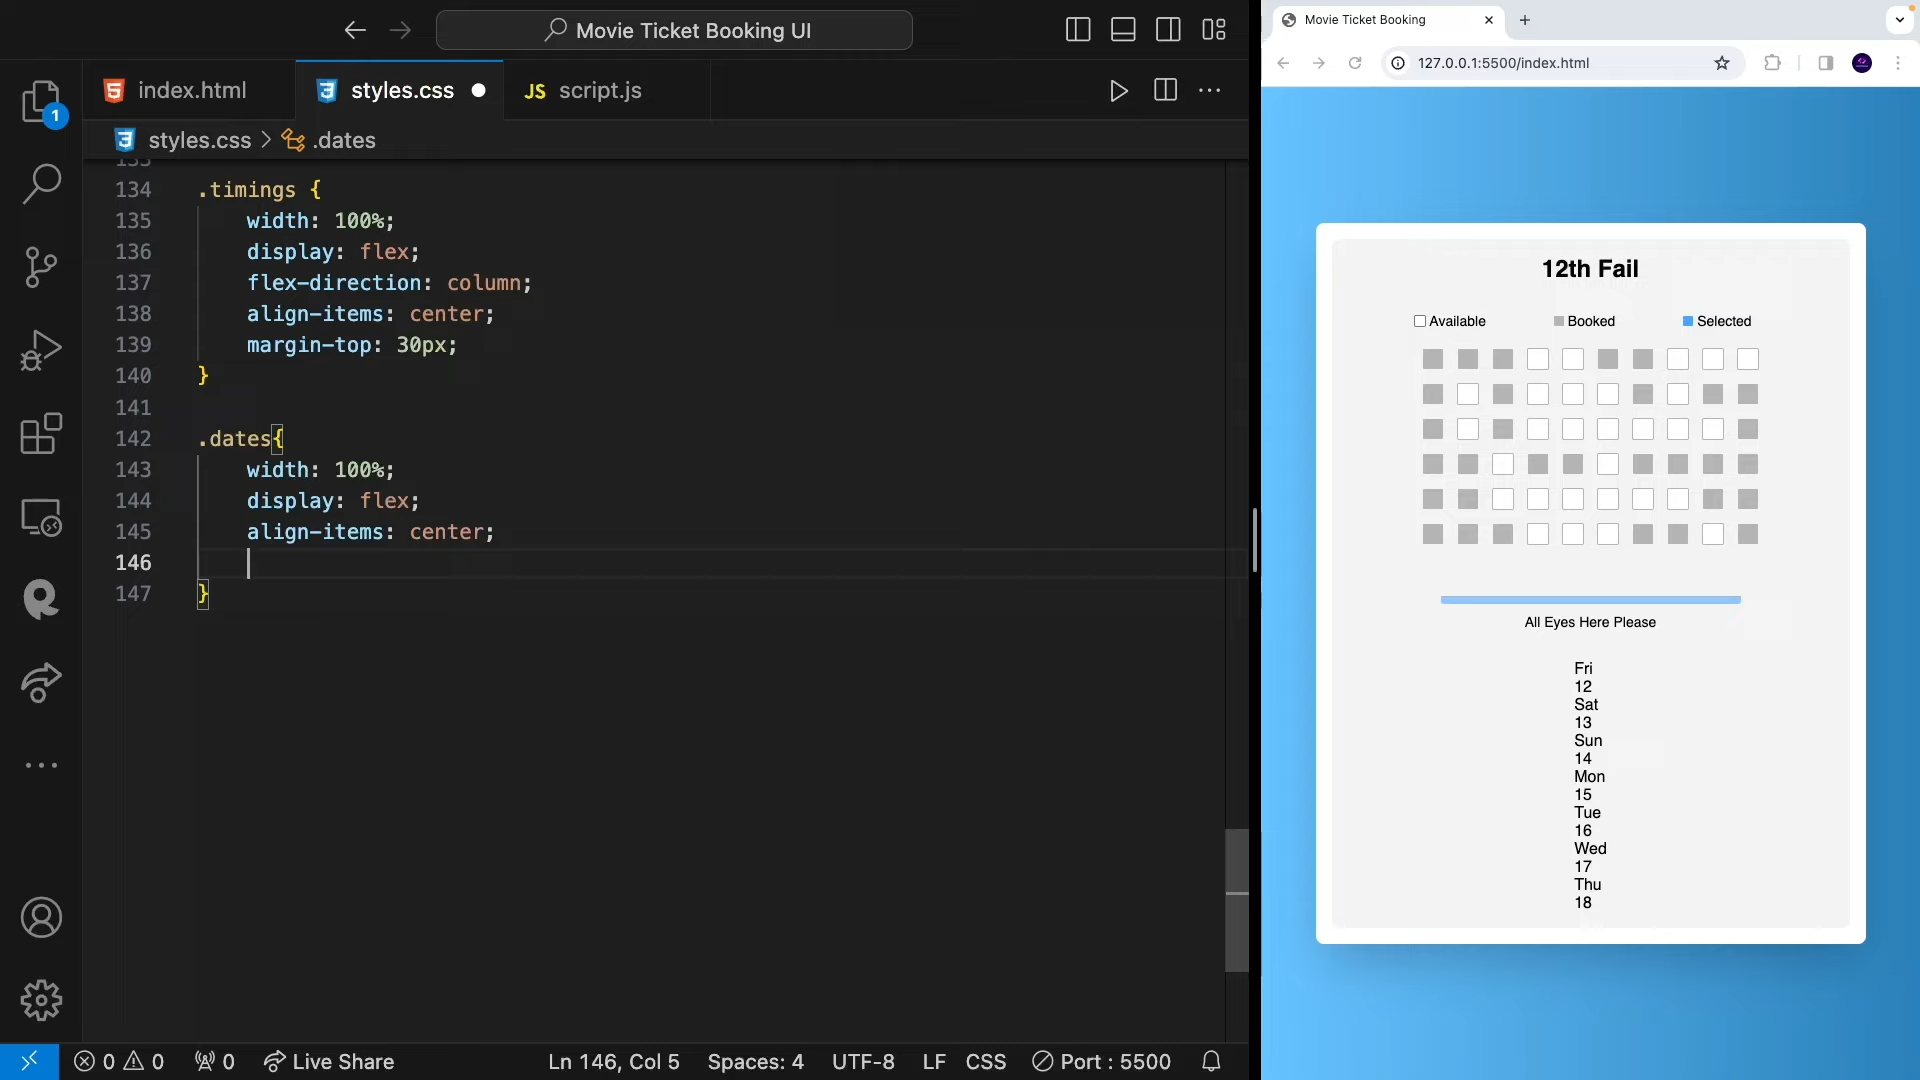 Movie Ticket Booking UI
index.html
styles.css
JS script.js
1
styles.css > .dates
134 .timings {
135 width: 100%;
136 display: flex;
137 flex-direction: column;
138 align-items: center;
139 margin-top: 30px;
140 }
141
142 .dates{
143 width: 100%;
144 display: flex;
145 align-items: center;
146
147 }
0 0
0
Live Share
Ln 146, Col 5
Spaces: 4
UTF-8
LF
CSS
Port : 5500
Movie Ticket Booking
127.0.0.1:5500/index.html
12th Fail
Available
Booked
Selected
All Eyes Here Please
Fri
12
Sat
13
Sun
14
Mon
15
Tue
16
Wed
17
Thu
18